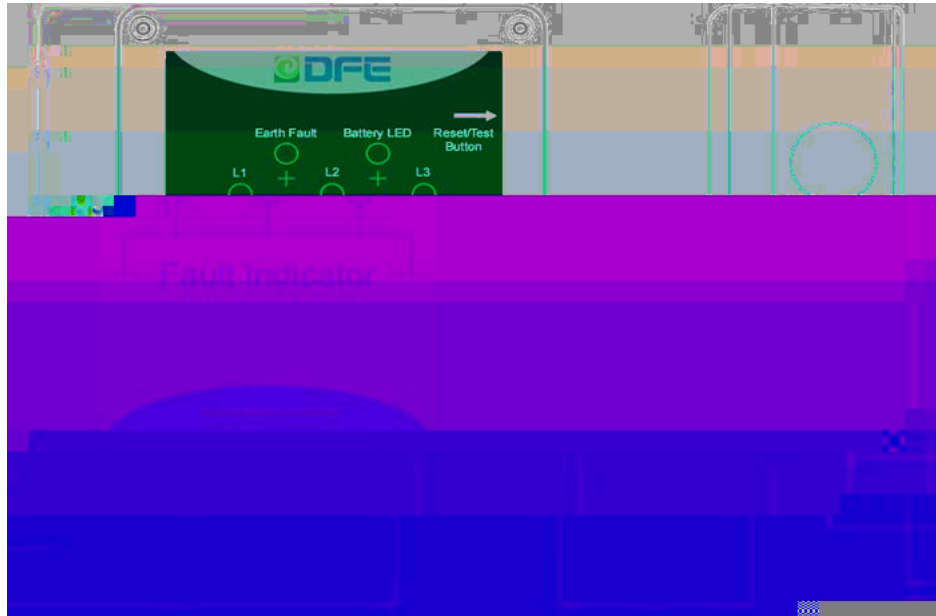 DFE
Earth Fault Battery LED Reset/Test
Button
L1 L2 L3
Fault Indicator